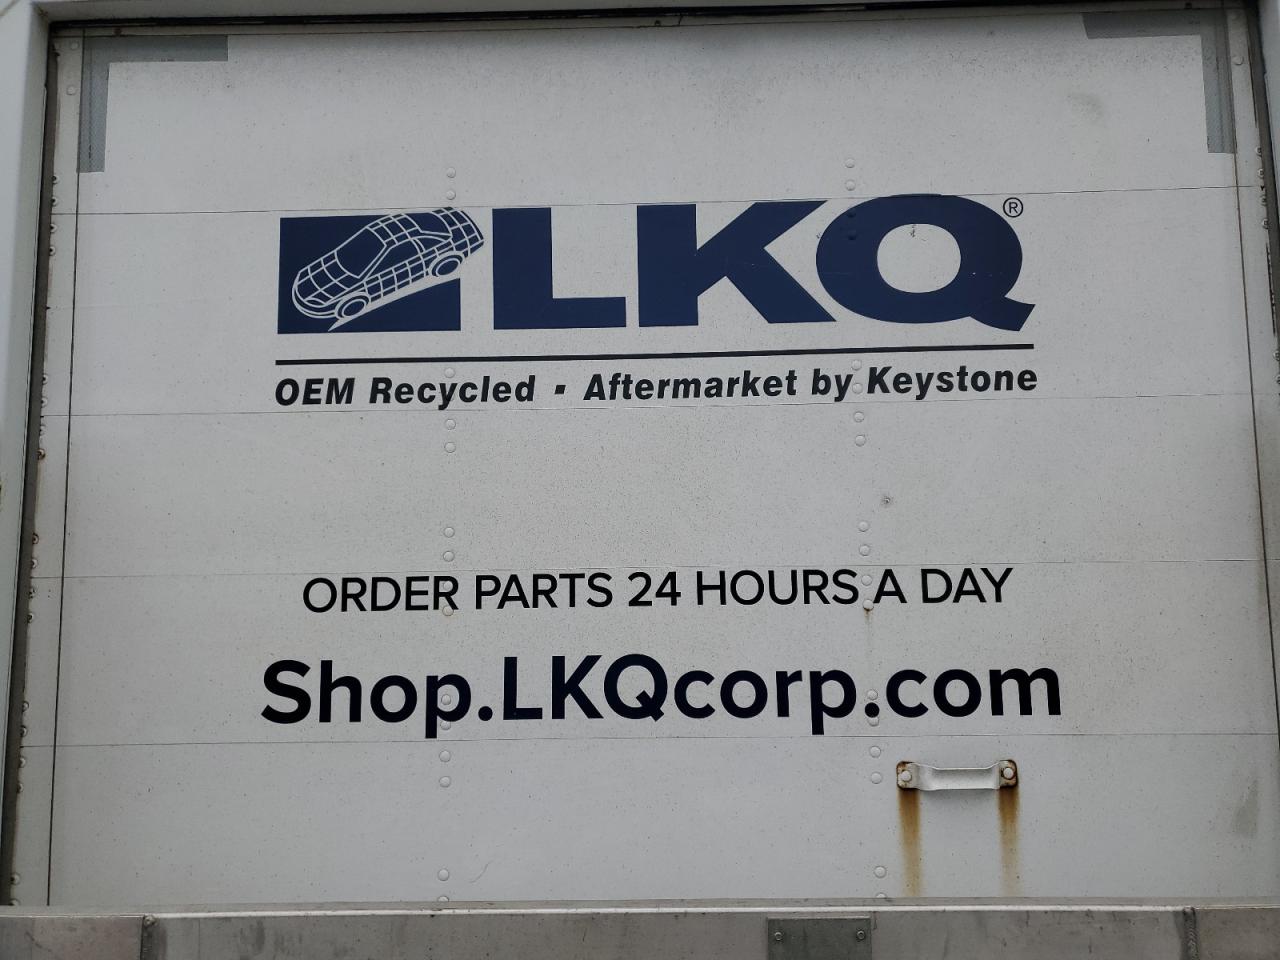 LKQ®
OEM Recycled ▪ Aftermarket by Keystone
ORDER PARTS 24 HOURS A DAY
Shop.LKQcorp.com